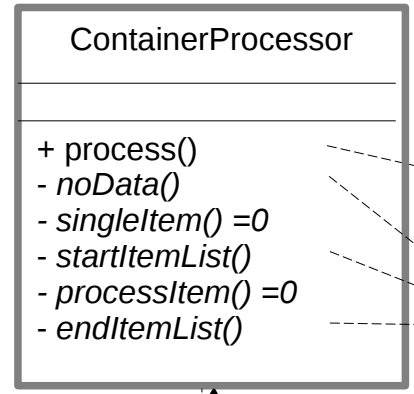 ContainerProcessor
+ process()
- noData()
- singleItem() =0
- startItemList()
- processItem() =0
- endItemList()